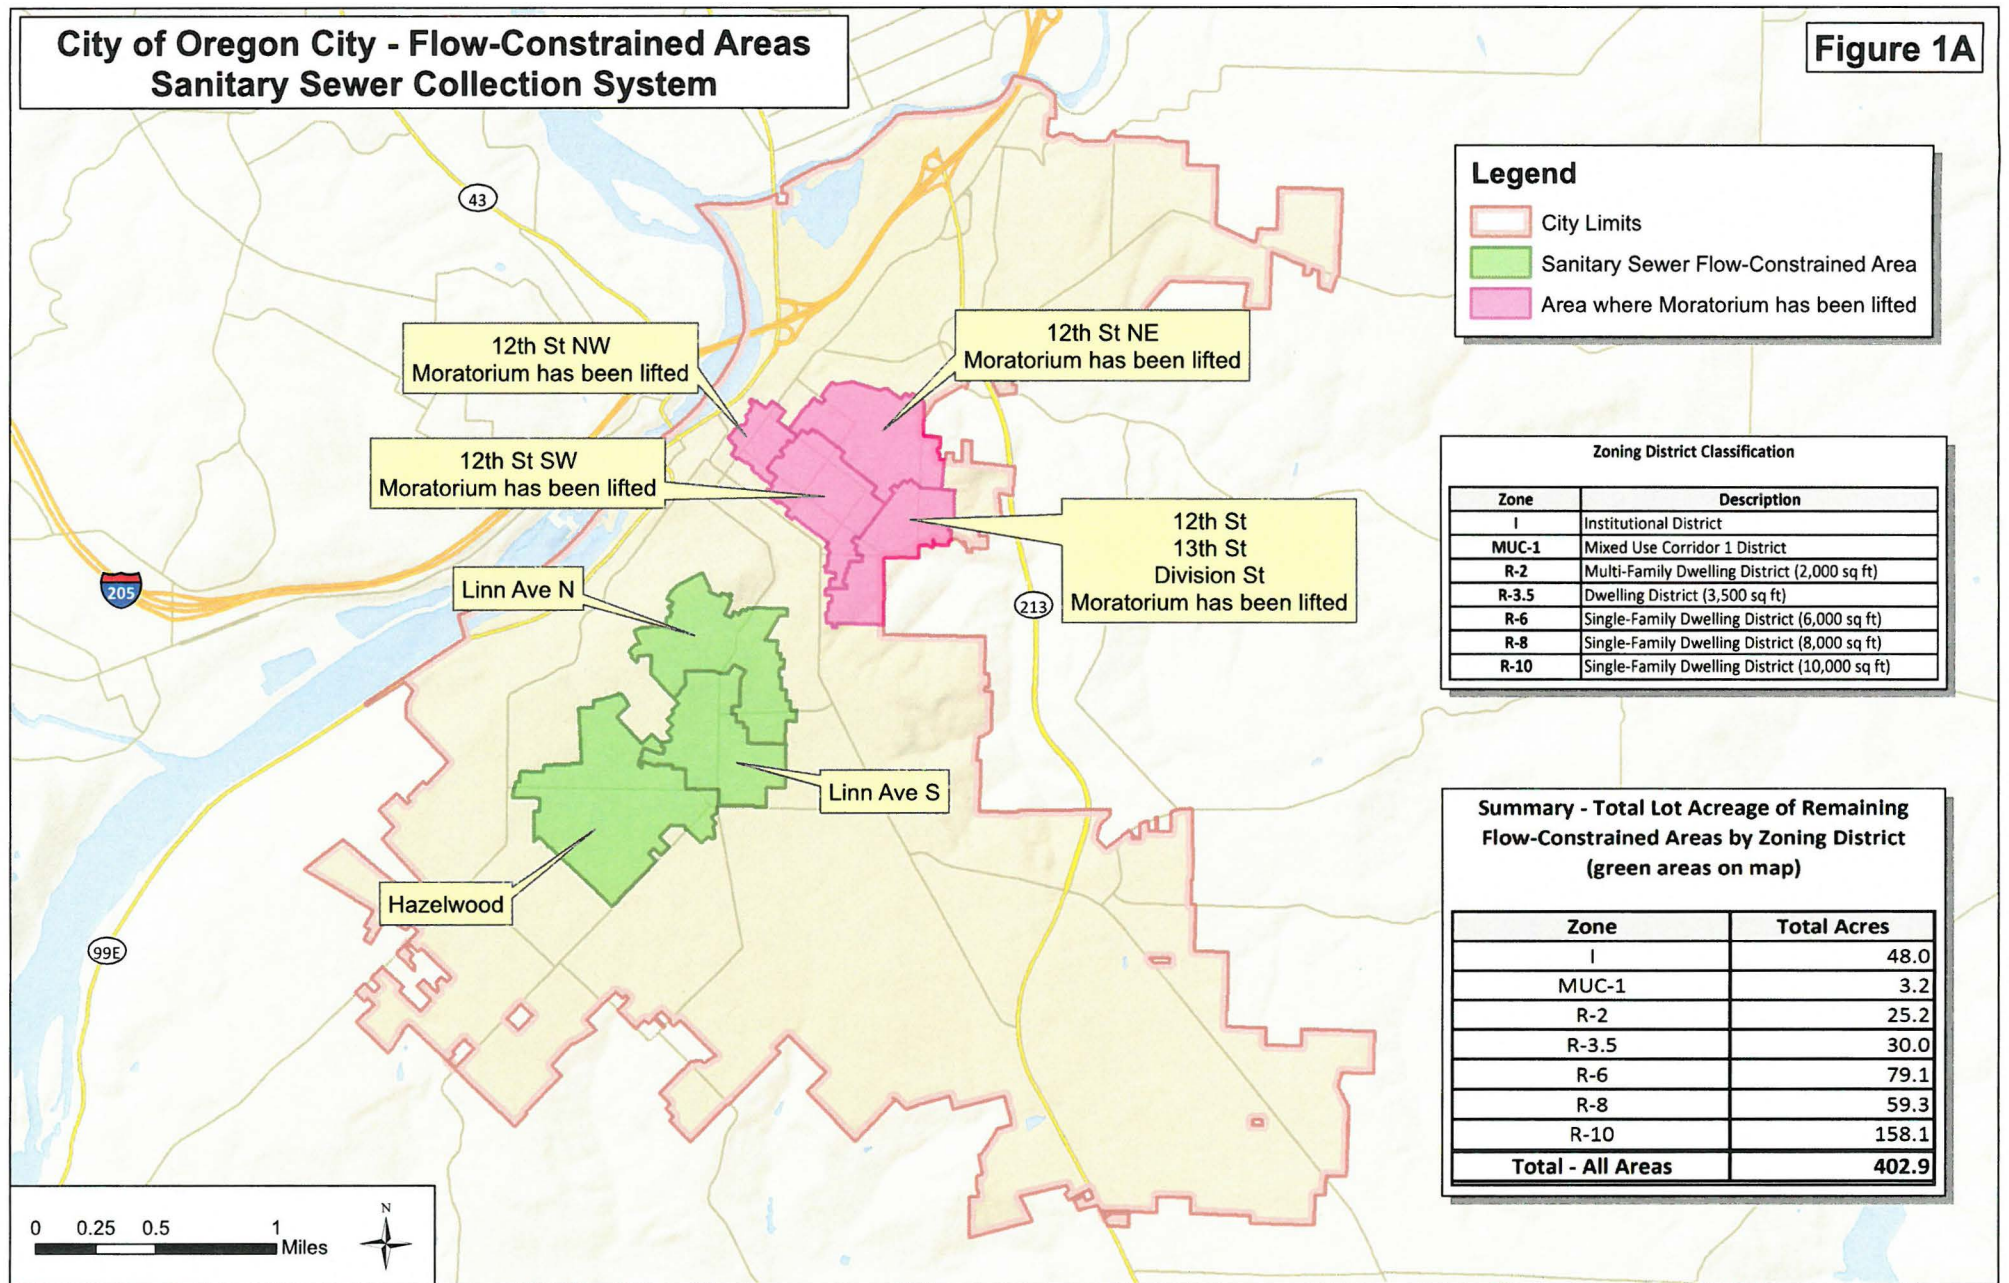 City of Oregon City - Flow-Constrained Areas
Sanitary Sewer Collection System
Figure 1A
43
Legend
City Limits
Sanitary Sewer Flow-Constrained Area
Area where Moratorium has been lifted
12th St NW
Moratorium has been lifted
12th St NE
Moratorium has been lifted
12th St SW
Moratorium has been lifted
12th St
13th St
Division St
Moratorium has been lifted
Zoning District Classification
Zone Description
I Institutional District
MUC-1 Mixed Use Corridor 1 District
R-2 Multi-Family Dwelling District (2,000 sq ft)
R-3.5 Dwelling District (3,500 sq ft)
R-6 Single-Family Dwelling District (6,000 sq ft)
R-8 Single-Family Dwelling District (8,000 sq ft)
R-10 Single-Family Dwelling District (10,000 sq ft)
205
Linn Ave N
213
Linn Ave S
Hazelwood
99E
Summary - Total Lot Acreage of Remaining
Flow-Constrained Areas by Zoning District
(green areas on map)
Zone Total Acres
I 48.0
MUC-1 3.2
R-2 25.2
R-3.5 30.0
R-6 79.1
R-8 59.3
R-10 158.1
Total - All Areas 402.9
0 0.25 0.5 1
Miles
N